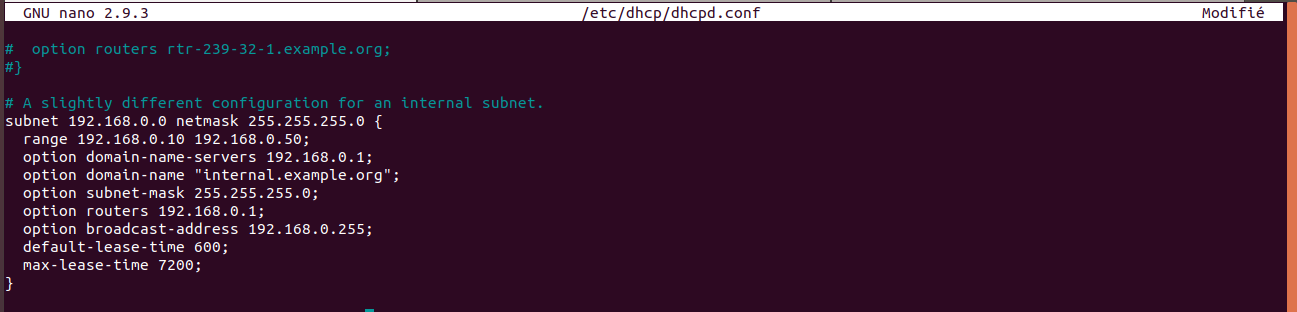 GNU nano 2.9.3 /etc/dhcp/dhcpd.conf Modifié
#  option routers rtr-239-32-1.example.org;
#}
# A slightly different configuration for an internal subnet.
subnet 192.168.0.0 netmask 255.255.255.0 {
  range 192.168.0.10 192.168.0.50;
  option domain-name-servers 192.168.0.1;
  option domain-name "internal.example.org";
  option subnet-mask 255.255.255.0;
  option routers 192.168.0.1;
  option broadcast-address 192.168.0.255;
  default-lease-time 600;
  max-lease-time 7200;
}